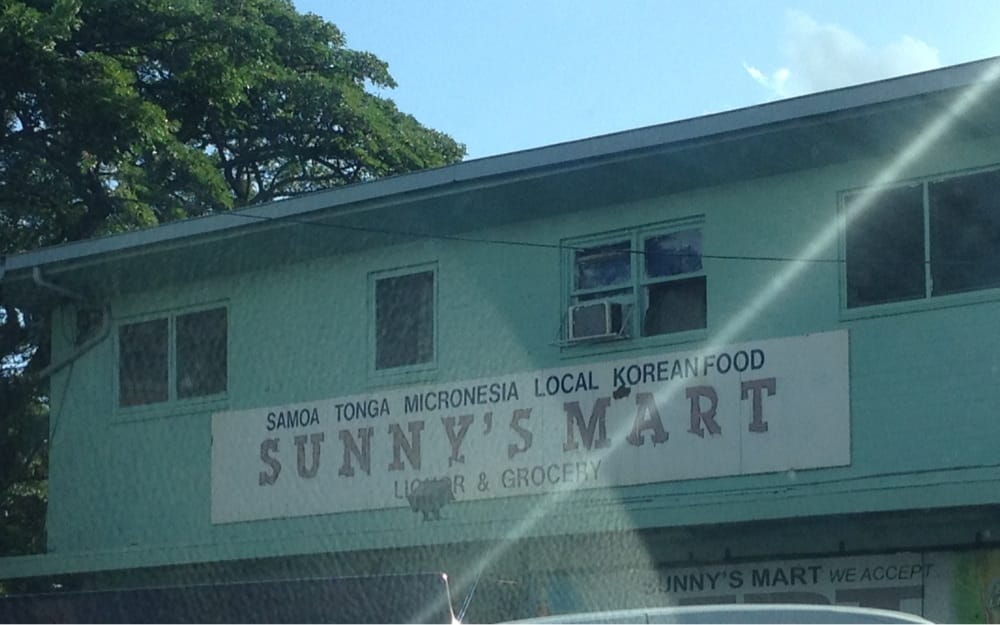 SAMOA TONGA MICRONESIA LOCAL KOREAN FOOD
SUNNY'S MART
LIQUOR & GROCERY
SUNNY'S MART WE ACCEPT